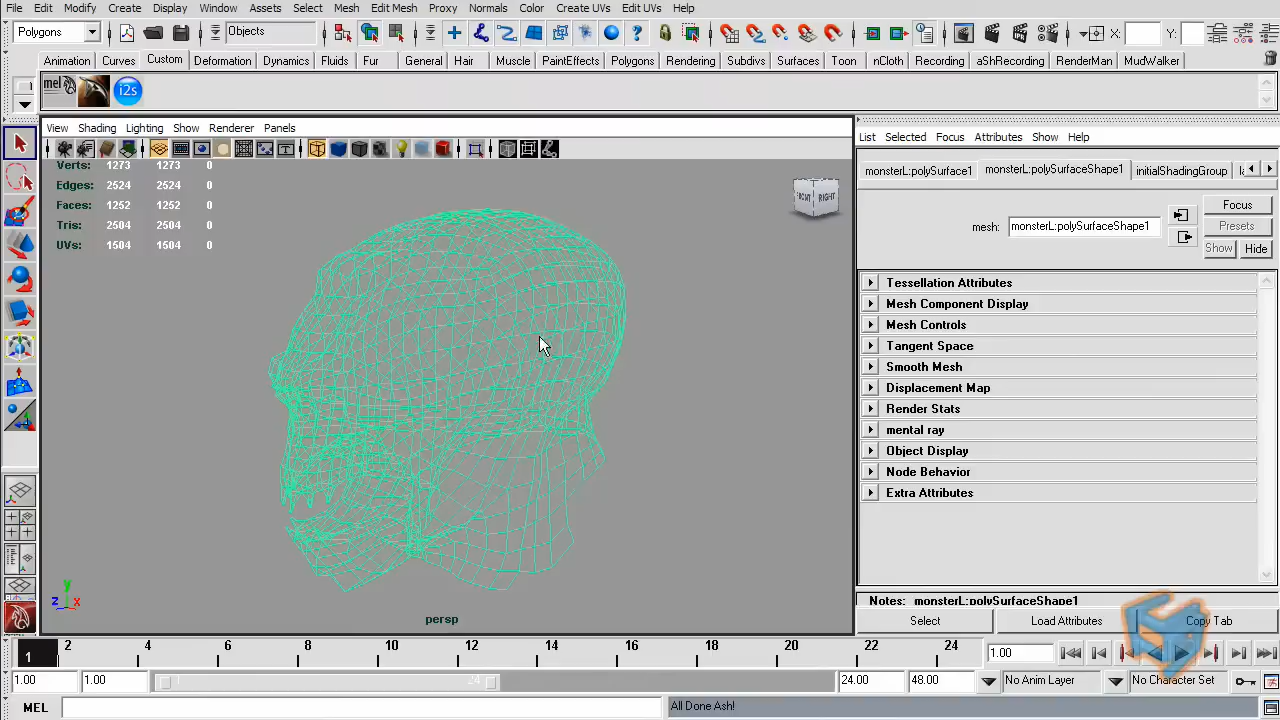 File Edit Modify Create Display Window Assets Select Mesh Edit Mesh Proxy Normals Color Create UVs Edit UVs Help
Polygons Objects X: Y:
Animation Curves Custom Deformation Dynamics Fluids Fur General Hair Muscle PaintEffects Polygons Rendering Subdivs Surfaces Toon nCloth Recording aShRecording RenderMan MudWalker
mel i2s
View Shading Lighting Show Renderer Panels
List Selected Focus Attributes Show Help
Verts: 1273 1273 0
Edges: 2524 2524 0
Faces: 1252 1252 0
Tris: 2504 2504 0
UVs: 1504 1504 0
FRONT RIGHT
monsterL:polySurface1 monsterL:polySurfaceShape1 initialShadingGroup
mesh: monsterL:polySurfaceShape1
Focus
Presets
Show Hide
Tessellation Attributes
Mesh Component Display
Mesh Controls
Tangent Space
Smooth Mesh
Displacement Map
Render Stats
mental ray
Object Display
Node Behavior
Extra Attributes
Notes: monsterL:polySurfaceShape1
Select Load Attributes Copy Tab
y
z x
persp
1 2 4 6 8 10 12 14 16 18 20 22 24 1.00
1.00 1.00 24 24.00 48.00 No Anim Layer No Character Set
MEL All Done Ash!